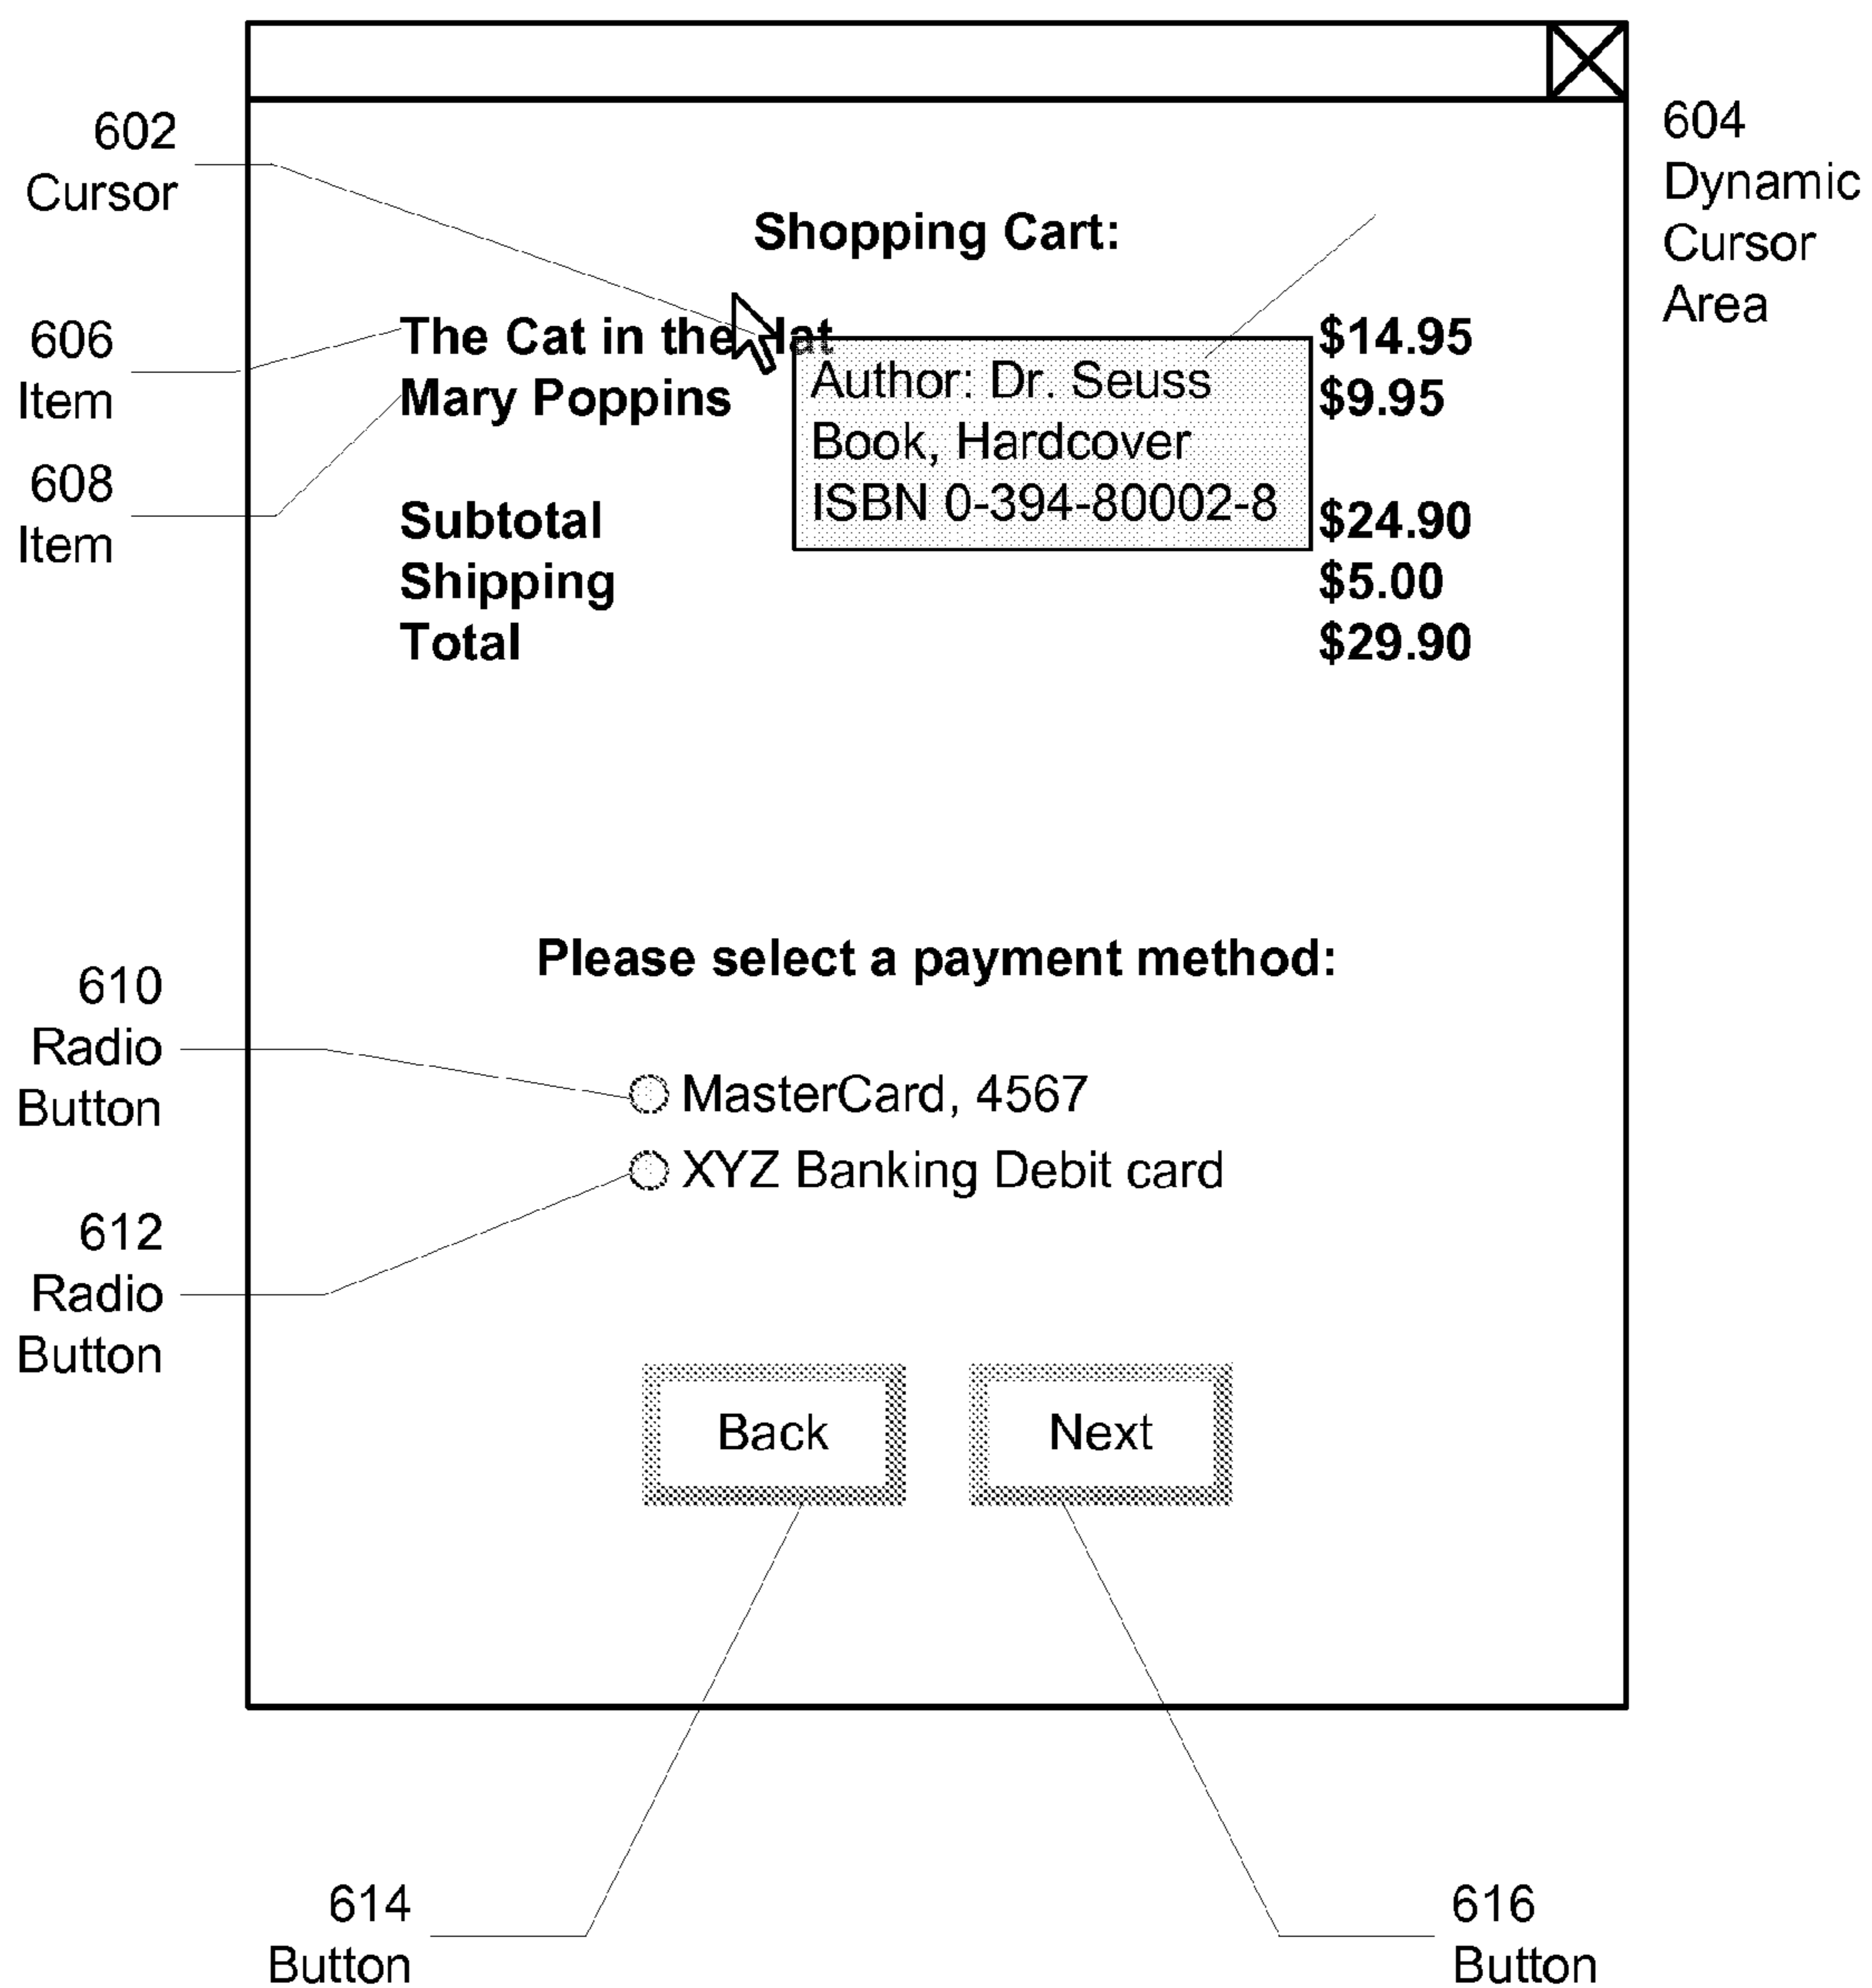 602
Cursor
604
Dynamic
Cursor
Area
Shopping Cart:
606
Item
The Cat in the Hat $14.95
Mary Poppins $9.95
Author: Dr. Seuss
Book, Hardcover
ISBN 0-394-80002-8
608
Item
Subtotal $24.90
Shipping $5.00
Total $29.90
Please select a payment method:
610
Radio
Button
MasterCard, 4567
XYZ Banking Debit card
612
Radio
Button
Back Next
614
Button
616
Button